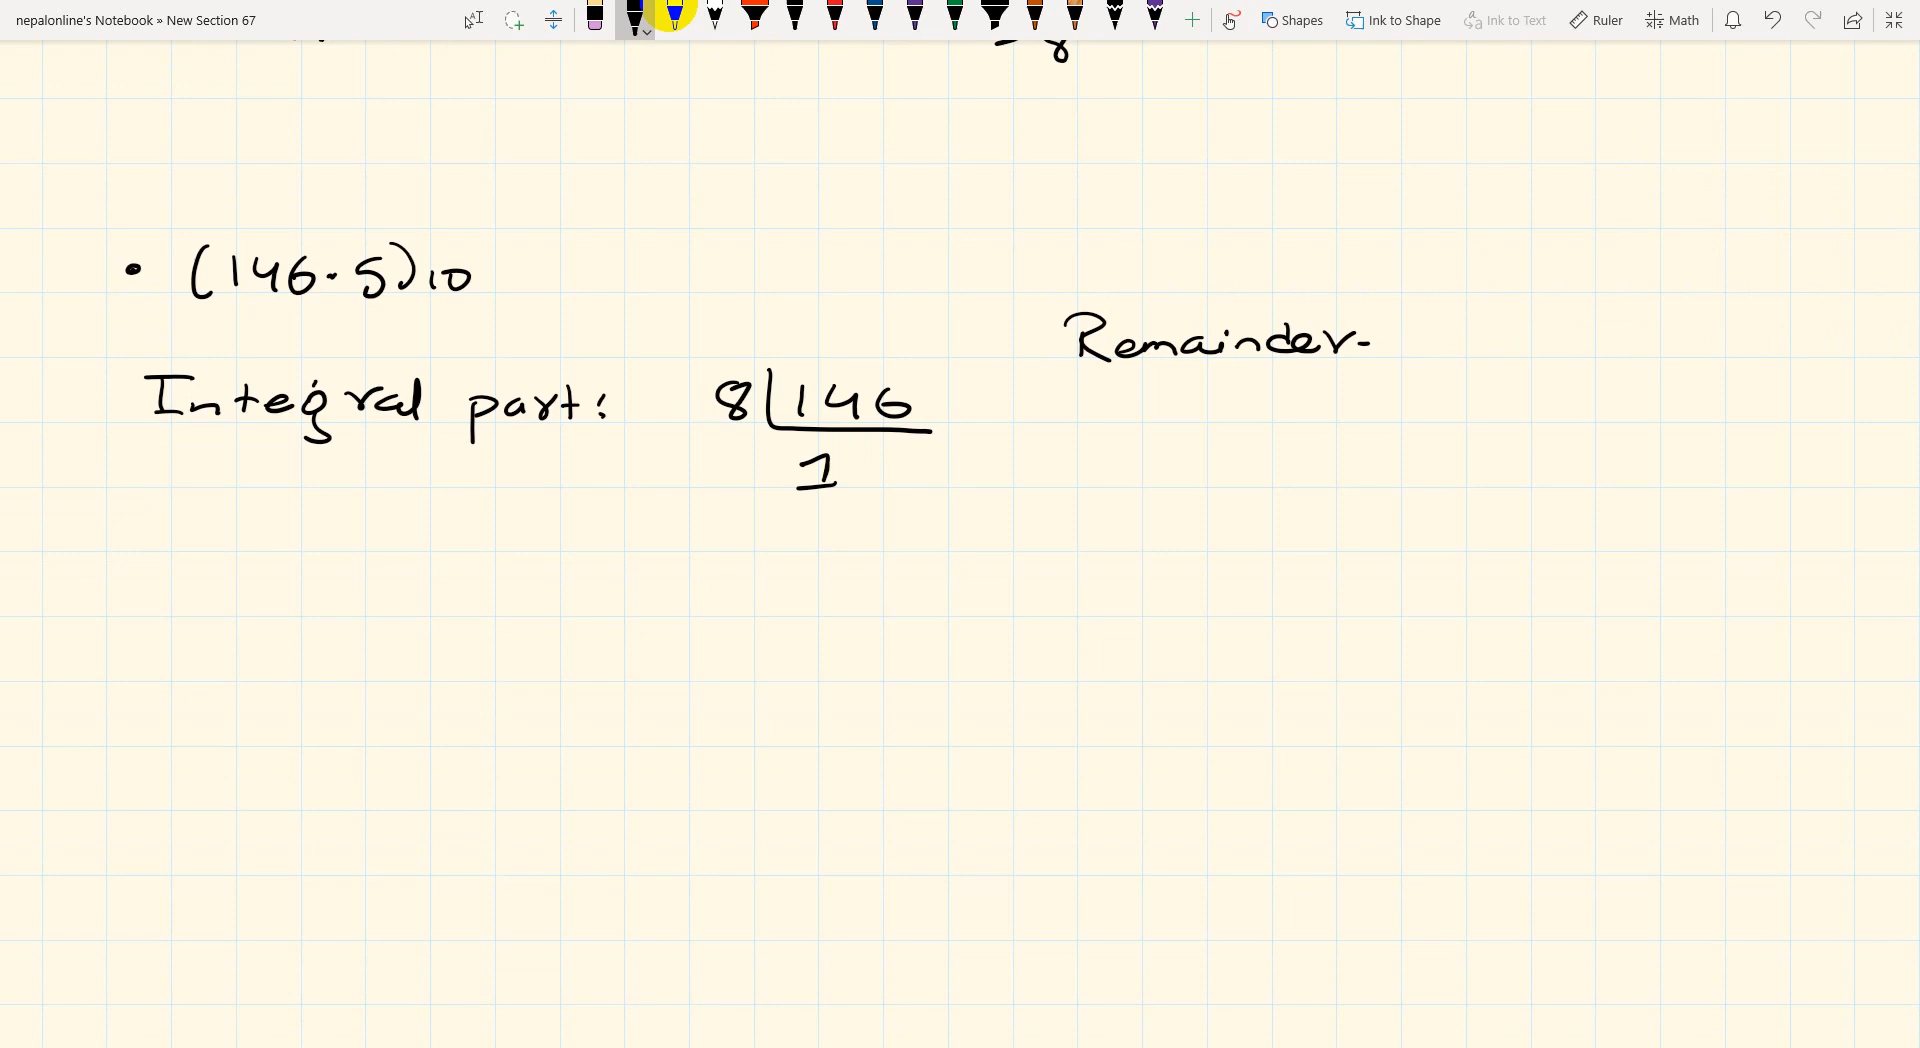 nepalonline's Notebook » New Section 67
Shapes
Ink to Shape
Ink to Text
Ruler
Math
• (146.5)10
Remainder-
Integral part: 8 146
1